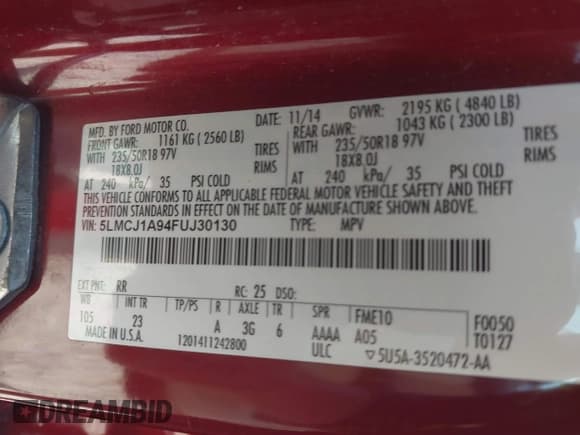 MFD. BY FORD MOTOR CO.
DATE: 11/14 GVWR: 2195 KG ( 4840 LB)
FRONT GAWR: 1161 KG ( 2560 LB)
REAR GAWR: 1043 KG ( 2300 LB)
WITH 235/50R18 97V TIRES
WITH 235/50R18 97V TIRES
18X8.0J RIMS
18X8.0J RIMS
AT 240 kPa/ 35 PSI COLD
AT 240 kPa/ 35 PSI COLD
THIS VEHICLE CONFORMS TO ALL APPLICABLE FEDERAL MOTOR VEHICLE SAFETY AND THEFT
PREVENTION STANDARDS IN EFFECT ON THE DATE OF MANUFACTURE SHOWN ABOVE.
VIN: 5LMCJ1A94FUJ30130 TYPE: MPV
EXT PNT: RR RC: 25 DSO:
WB INT TR TP/PS R AXLE TR SPR FME10 F0050
105 23 A 3G 6 AAAA A05 T0127
MADE IN U.S.A. 1201411242800 ULC ▽5U5A-3520472-AA
DREAMBID